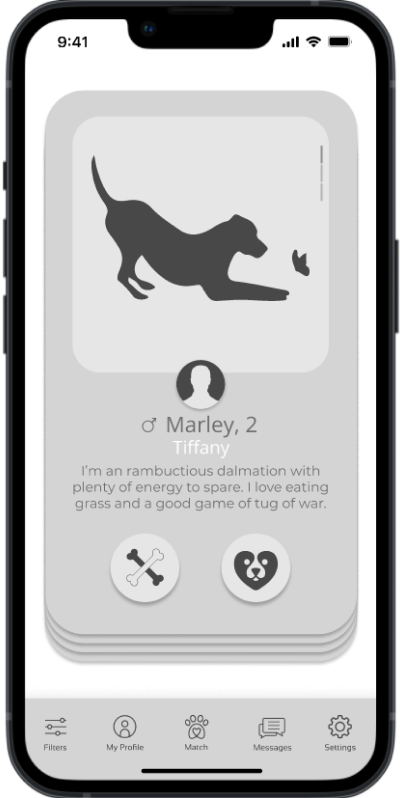 9:41
♂ Marley, 2
Tiffany
I'm an rambuctious dalmation with
plenty of energy to spare. I love eating
grass and a good game of tug of war.
Filters
My Profile
Match
Messages
Settings